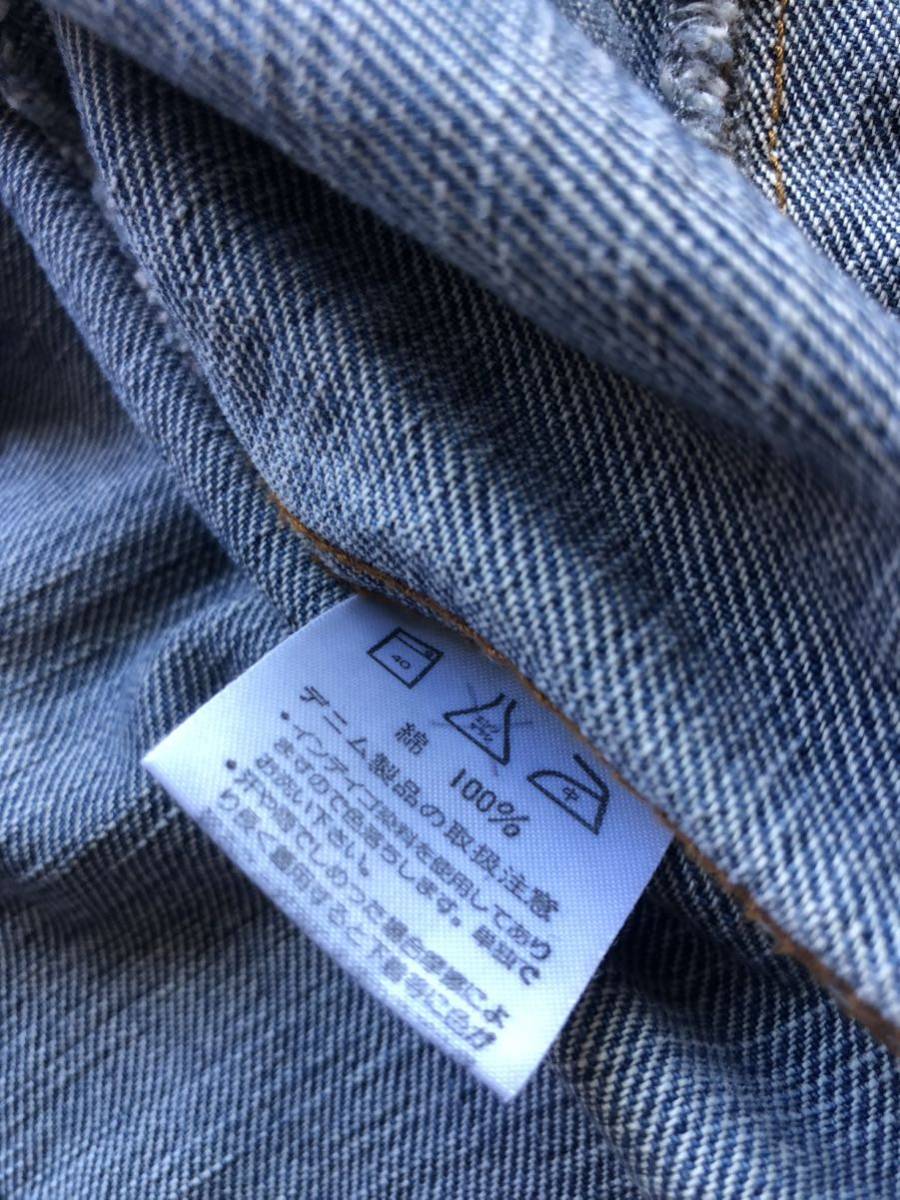 40
中
綿 100%
デニム製品の取扱注意
・インディゴ染料を使用してあり
ますので色落ちします。単独で
お洗い下さい。
・汗や雨でしめった場合摩擦によ
り長く着用すると下着等に色が